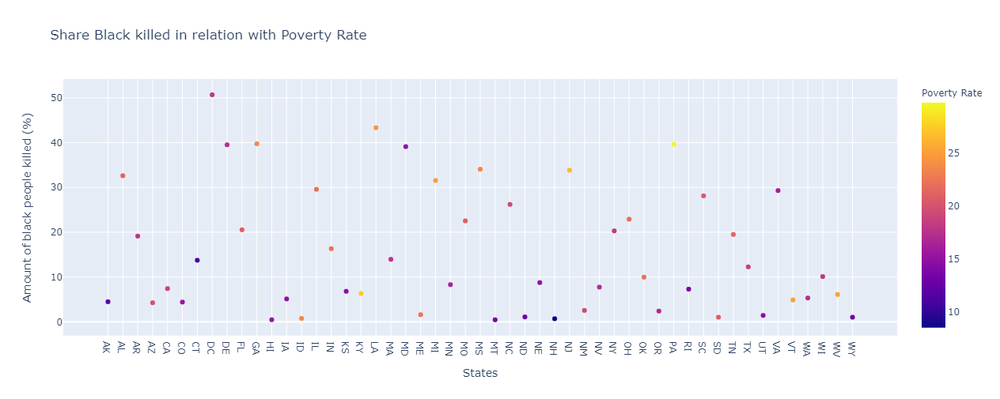 Share Black killed in relation with Poverty Rate
Poverty Rate
50
40
30
20
10
0
Amount of black people killed (%)
25
20
15
10
AK AL AR AZ CA CO CT DC DE FL GA HI IA ID IL IN KS KY LA MA MD ME MI MN MO MS MT NC ND NE NH NJ NM NV NY OH OK OR PA RI SC SD TN TX UT VA VT WA WI WV WY
States